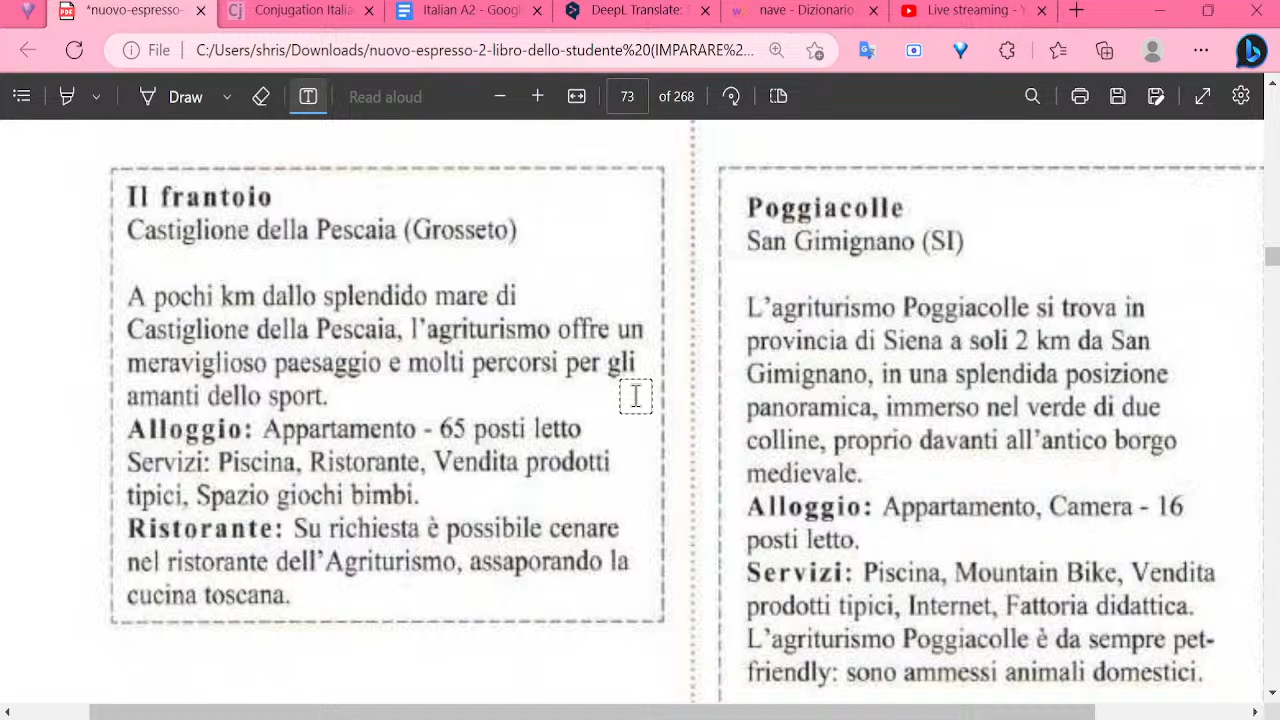 *nuovo-espresso-
Conjugation Italia
Italian A2 - Googl
DeepL Translate:
trave - Dizionario
Live streaming -
File
C:/Users/shris/Downloads/nuovo-espresso-2-libro-dello-studente%20(IMPARARE%2...
Draw
Read aloud
73
of 268
Il frantoio
Castiglione della Pescaia (Grosseto)
A pochi km dallo splendido mare di
Castiglione della Pescaia, l'agriturismo offre un
meraviglioso paesaggio e molti percorsi per gli
amanti dello sport.
Alloggio: Appartamento - 65 posti letto
Servizi: Piscina, Ristorante, Vendita prodotti
tipici, Spazio giochi bimbi.
Ristorante: Su richiesta è possibile cenare
nel ristorante dell'Agriturismo, assaporando la
cucina toscana.
Poggiacolle
San Gimignano (SI)
L'agriturismo Poggiacolle si trova in
provincia di Siena a soli 2 km da San
Gimignano, in una splendida posizione
panoramica, immerso nel verde di due
colline, proprio davanti all'antico borgo
medievale.
Alloggio: Appartamento, Camera - 16
posti letto.
Servizi: Piscina, Mountain Bike, Vendita
prodotti tipici, Internet, Fattoria didattica.
L'agriturismo Poggiacolle è da sempre pet-
friendly: sono ammessi animali domestici.